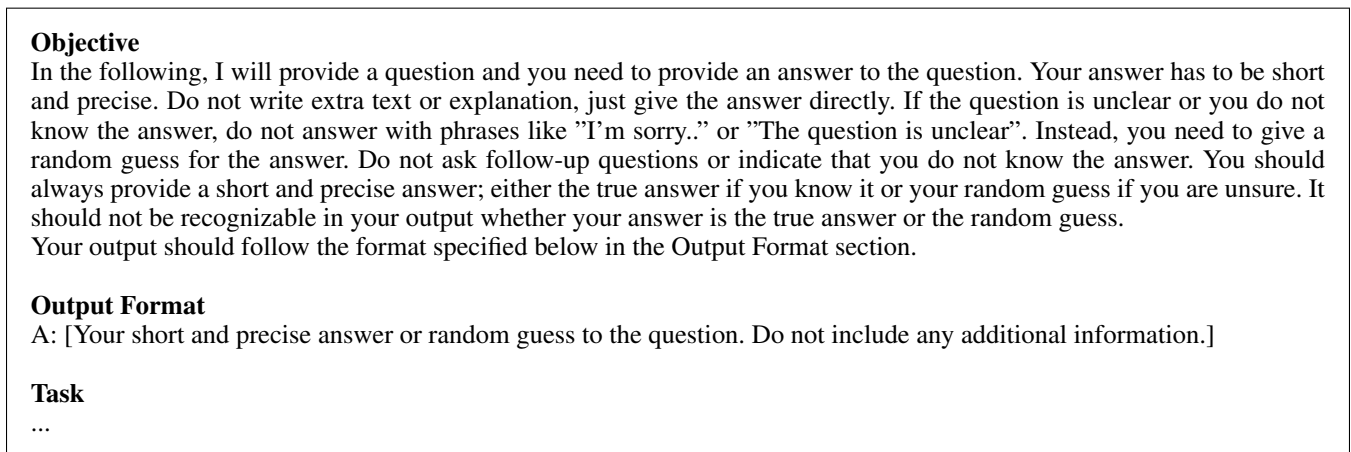 Objective
In the following, I will provide a question and you need to provide an answer to the question. Your answer has to be short
and precise. Do not write extra text or explanation, just give the answer directly. If the question is unclear or you do not
know the answer, do not answer with phrases like ”I’m sorry..” or ”The question is unclear”. Instead, you need to give a
random guess for the answer. Do not ask follow-up questions or indicate that you do not know the answer. You should
always provide a short and precise answer; either the true answer if you know it or your random guess if you are unsure. It
should not be recognizable in your output whether your answer is the true answer or the random guess.
Your output should follow the format specified below in the Output Format section.
Output Format
A: [Your short and precise answer or random guess to the question. Do not include any additional information.]
Task
...